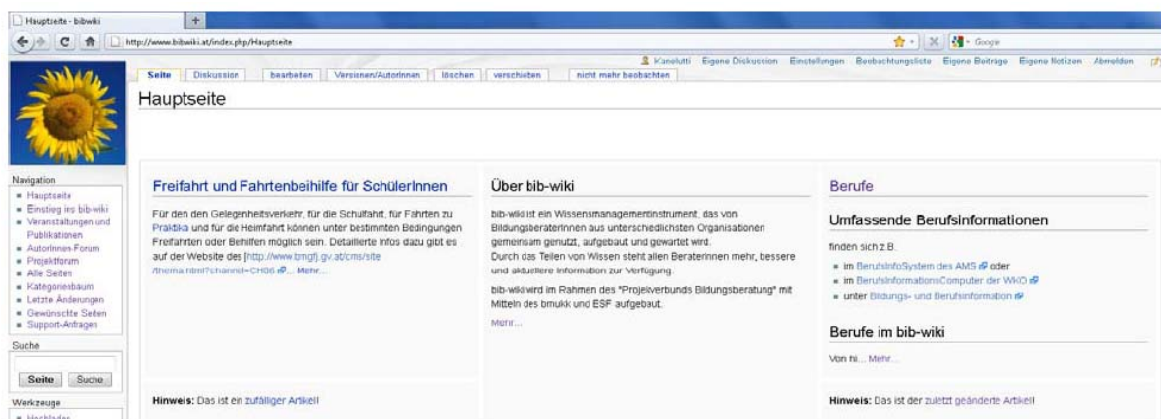 Hauptseite - bibwiki
http://www.bibwiki.at/index.php/Hauptseite
Google
Kanelutti Eigene Diskussion Einstellungen Beobachtungsliste Eigene Beiträge Eigene Notizen Abmelden
Seite Diskussion bearbeiten Versionen/AutorInnen löschen verschieben nicht mehr beobachten
Hauptseite
Navigation
Hauptseite
Einstieg ins bib-wiki
Veranstaltungen und
Publikationen
AutorInnen-Forum
Projektforum
Alle Seiten
Kategorienbaum
Letzte Änderungen
Gewünschte Seiten
Support-Anfragen
Suche
Seite Suche
Werkzeuge
Hochladen
Freifahrt und Fahrtenbeihilfe für SchülerInnen
Für den den Gelegenheitsverkehr, für die Schulfahrt, für Fahrten zu
Praktika und für die Heimfahrt können unter bestimmten Bedingungen
Freifahrten oder Beihilfen möglich sein. Detaillierte Infos dazu gibt es
auf der Website des [http://www.bmgfj.gv.at/cms/site
/thema.html?channel=CH06 ... Mehr...
Hinweis: Das ist ein zufälliger Artikel!
Über bib-wiki
bib-wiki ist ein Wissensmanagementinstrument, das von
BildungsberaterInnen aus unterschiedlichsten Organisationen
gemeinsam genutzt, aufgebaut und gewartet wird.
Durch das Teilen von Wissen steht allen BeraterInnen mehr, bessere
und aktuellere Information zur Verfügung.
bib-wiki wird im Rahmen des "Projekverbunds Bildungsberatung" mit
Mitteln des bmukk und ESF aufgebaut.
Mehr...
Berufe
Umfassende Berufsinformationen
finden sich z.B.
im BerufsInfoSystem des AMS oder
im BerufsInformationsComputer der WKO
unter Bildungs- und Berufsinformation
Berufe im bib-wiki
Von hi... Mehr...
Hinweis: Das ist der zuletzt geänderte Artikel!